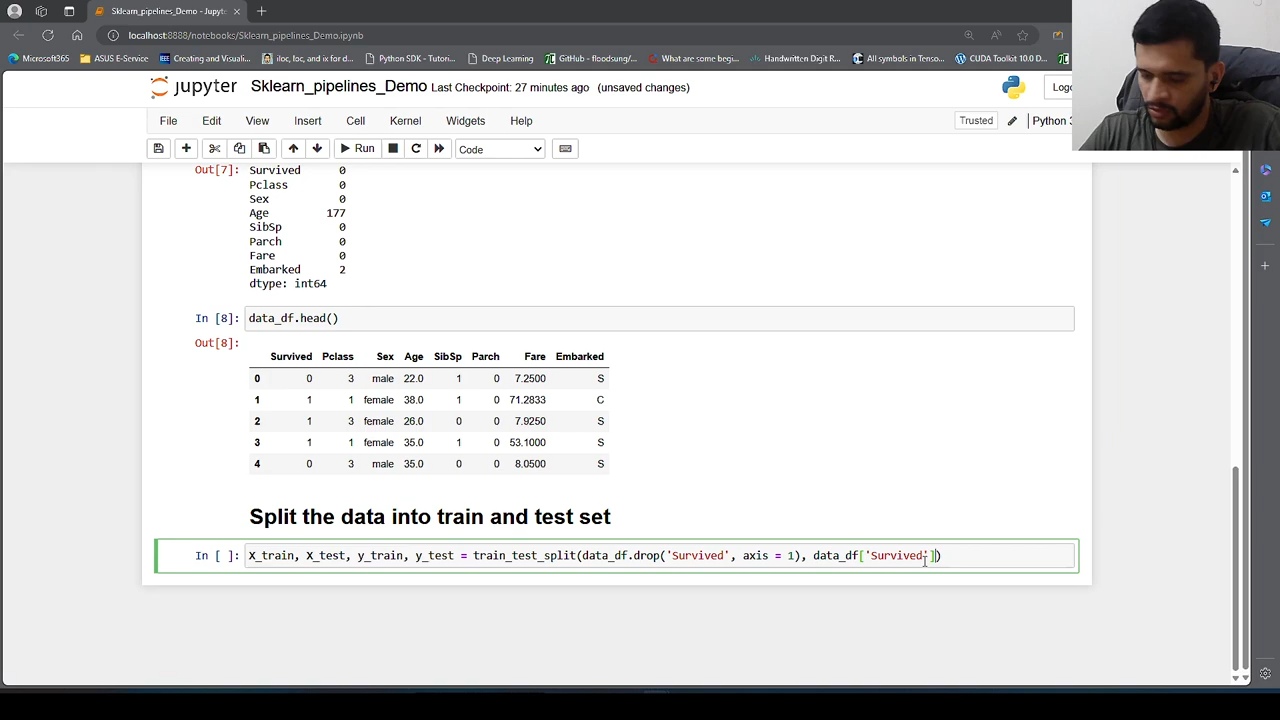 Sklearn_pipelines_Demo - Jupyte
localhost:8888/notebooks/Sklearn_pipelines_Demo.ipynb
Microsoft365 ASUS E-Service Creating and Visuali... iloc, loc, and ix for d... Python SDK - Tutori... Deep Learning GitHub - floodsung/... What are some begi... Handwritten Digit R... All symbols in Tenso... CUDA Toolkit 10.0 D
jupyter Sklearn_pipelines_Demo Last Checkpoint: 27 minutes ago (unsaved changes) Logo
File Edit View Insert Cell Kernel Widgets Help Trusted Python 3
Run Code
Out[7]: Survived 0
Pclass 0
Sex 0
Age 177
SibSp 0
Parch 0
Fare 0
Embarked 2
dtype: int64
In [8]: data_df.head()
Out[8]:
Survived Pclass Sex Age SibSp Parch Fare Embarked
0 0 3 male 22.0 1 0 7.2500 S
1 1 1 female 38.0 1 0 71.2833 C
2 1 3 female 26.0 0 0 7.9250 S
3 1 1 female 35.0 1 0 53.1000 S
4 0 3 male 35.0 0 0 8.0500 S
Split the data into train and test set
In [ ]: X_train, X_test, y_train, y_test = train_test_split(data_df.drop('Survived', axis = 1), data_df['Survived'])